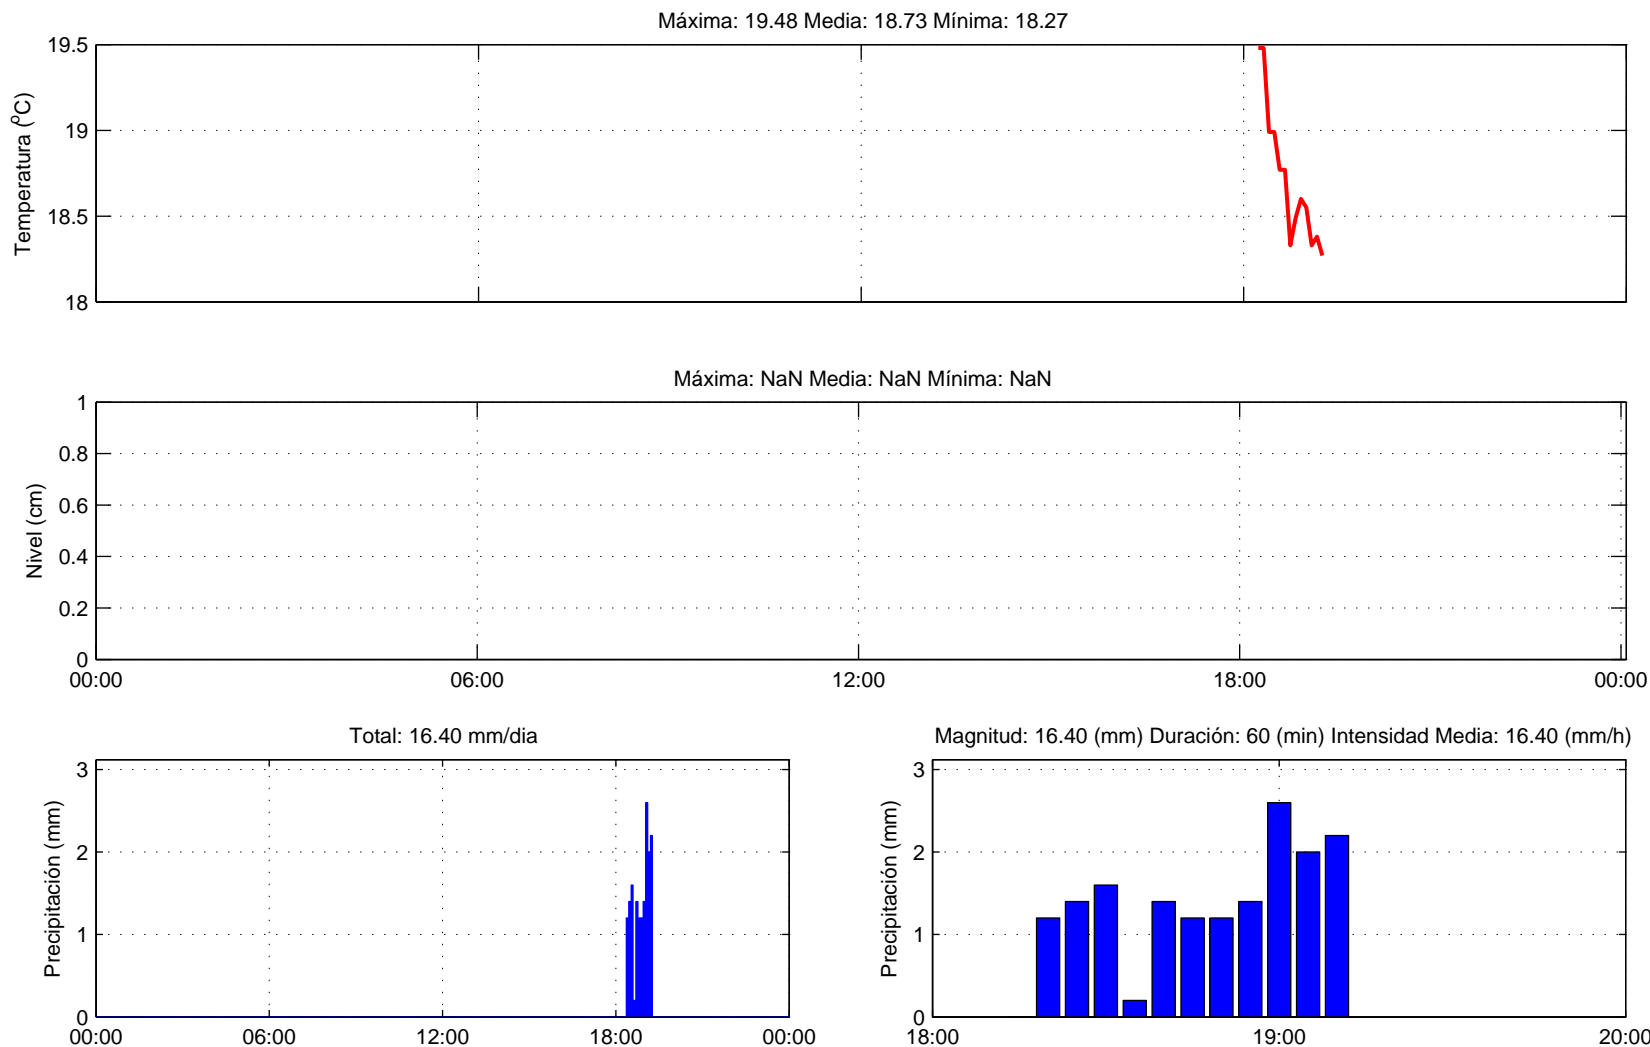 Máxima: 19.48 Media: 18.73 Mínima: 18.27
19.5
19
18.5
18
Temperatura (⁰C)
Máxima: NaN Media: NaN Mínima: NaN
1
0.8
0.6
0.4
0.2
0
Nivel (cm)
00:00 06:00 12:00 18:00 00:00
Total: 16.40 mm/dia
3
2
1
0
Precipitación (mm)
00:00 06:00 12:00 18:00 00:00
Magnitud: 16.40 (mm) Duración: 60 (min) Intensidad Media: 16.40 (mm/h)
3
2
1
0
Precipitación (mm)
18:00 19:00 20:00